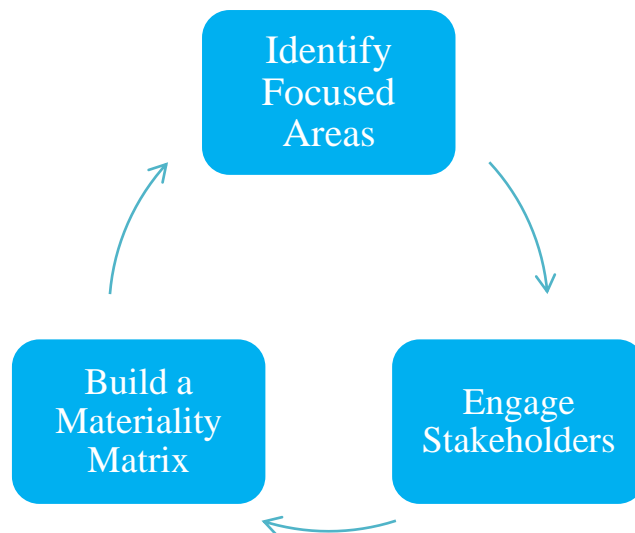 Identify
Focused
Areas
Engage
Stakeholders
Build a
Materiality
Matrix